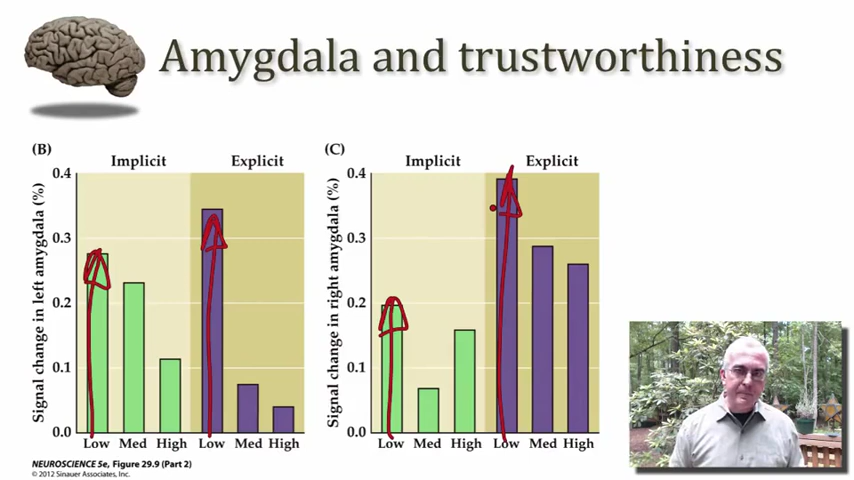 Amygdala and trustworthiness
(B)
Implicit Explicit
Signal change in left amygdala (%)
0.4
0.3
0.2
0.1
0.0
Low Med High Low Med High
(C)
Implicit Explicit
Signal change in right amygdala (%)
0.4
0.3
0.2
0.1
0.0
Low Med High Low Med High
NEUROSCIENCE 5e, Figure 29.9 (Part 2)
© 2012 Sinauer Associates, Inc.